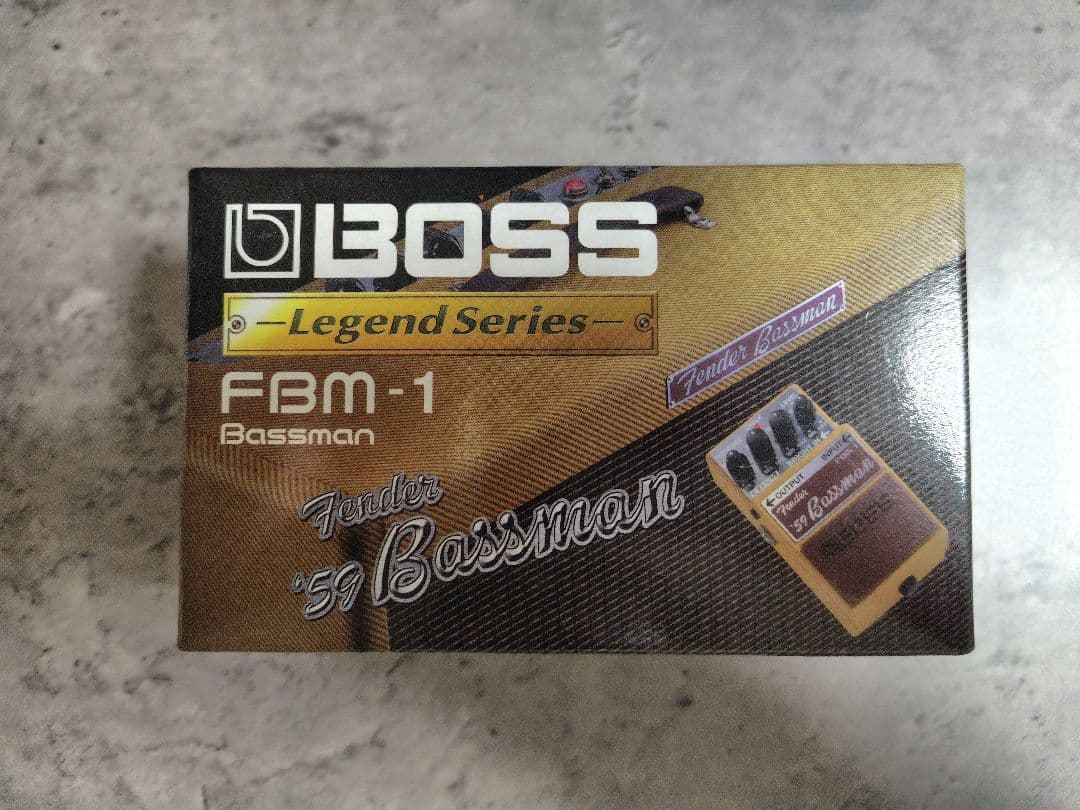 BOSS
Legend Series
FBM-1
Bassman
Fender Bassman
Fender
'59 Bassman
INPUT
OUTPUT
Fender
'59 Bassman